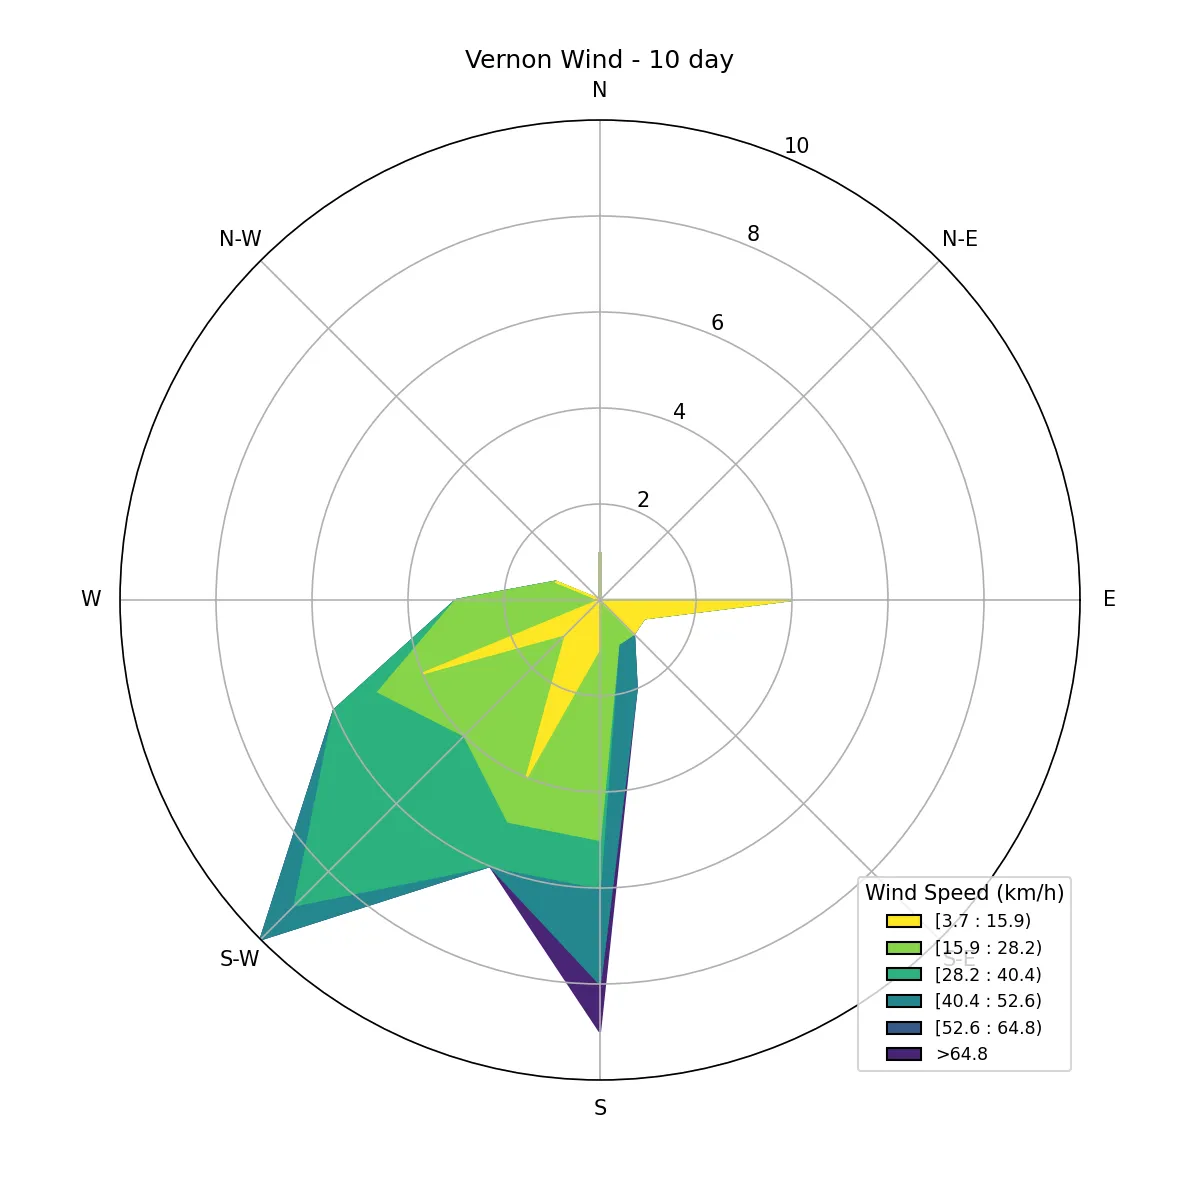 Vernon Wind - 10 day
N
10
N-W
8
N-E
6
4
2
W
E
Wind Speed (km/h)
[3.7 : 15.9)
[15.9 : 28.2)
S-W
S-E
[28.2 : 40.4)
[40.4 : 52.6)
[52.6 : 64.8)
>64.8
S